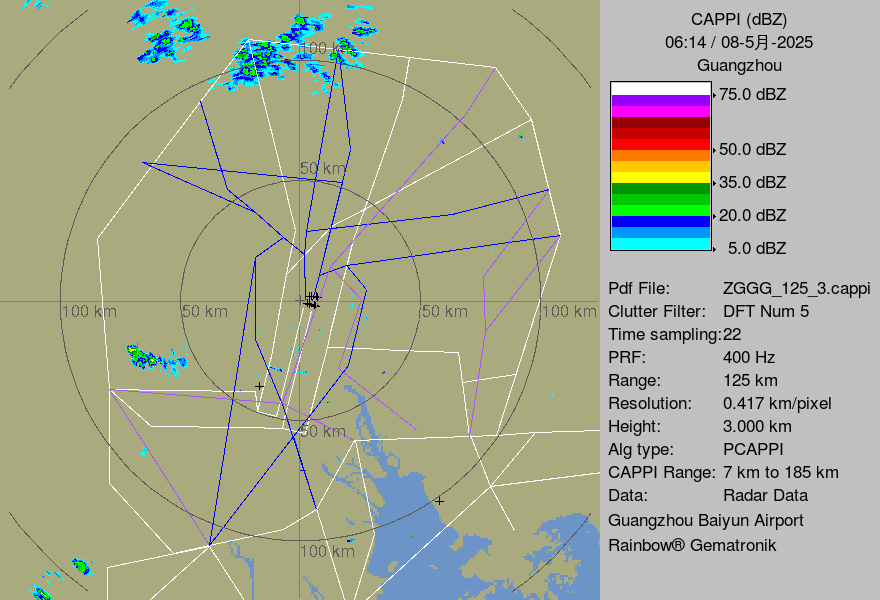 CAPPI (dBZ)
06:14 / 08-5月-2025
Guangzhou
75.0 dBZ
50.0 dBZ
35.0 dBZ
20.0 dBZ
5.0 dBZ
Pdf File: ZGGG_125_3.cappi
Clutter Filter: DFT Num 5
Time sampling:22
PRF: 400 Hz
Range: 125 km
Resolution: 0.417 km/pixel
Height: 3.000 km
Alg type: PCAPPI
CAPPI Range: 7 km to 185 km
Data: Radar Data
Guangzhou Baiyun Airport
Rainbow® Gematronik
100 km
50 km
100 km 50 km 50 km 100 km
50 km
100 km